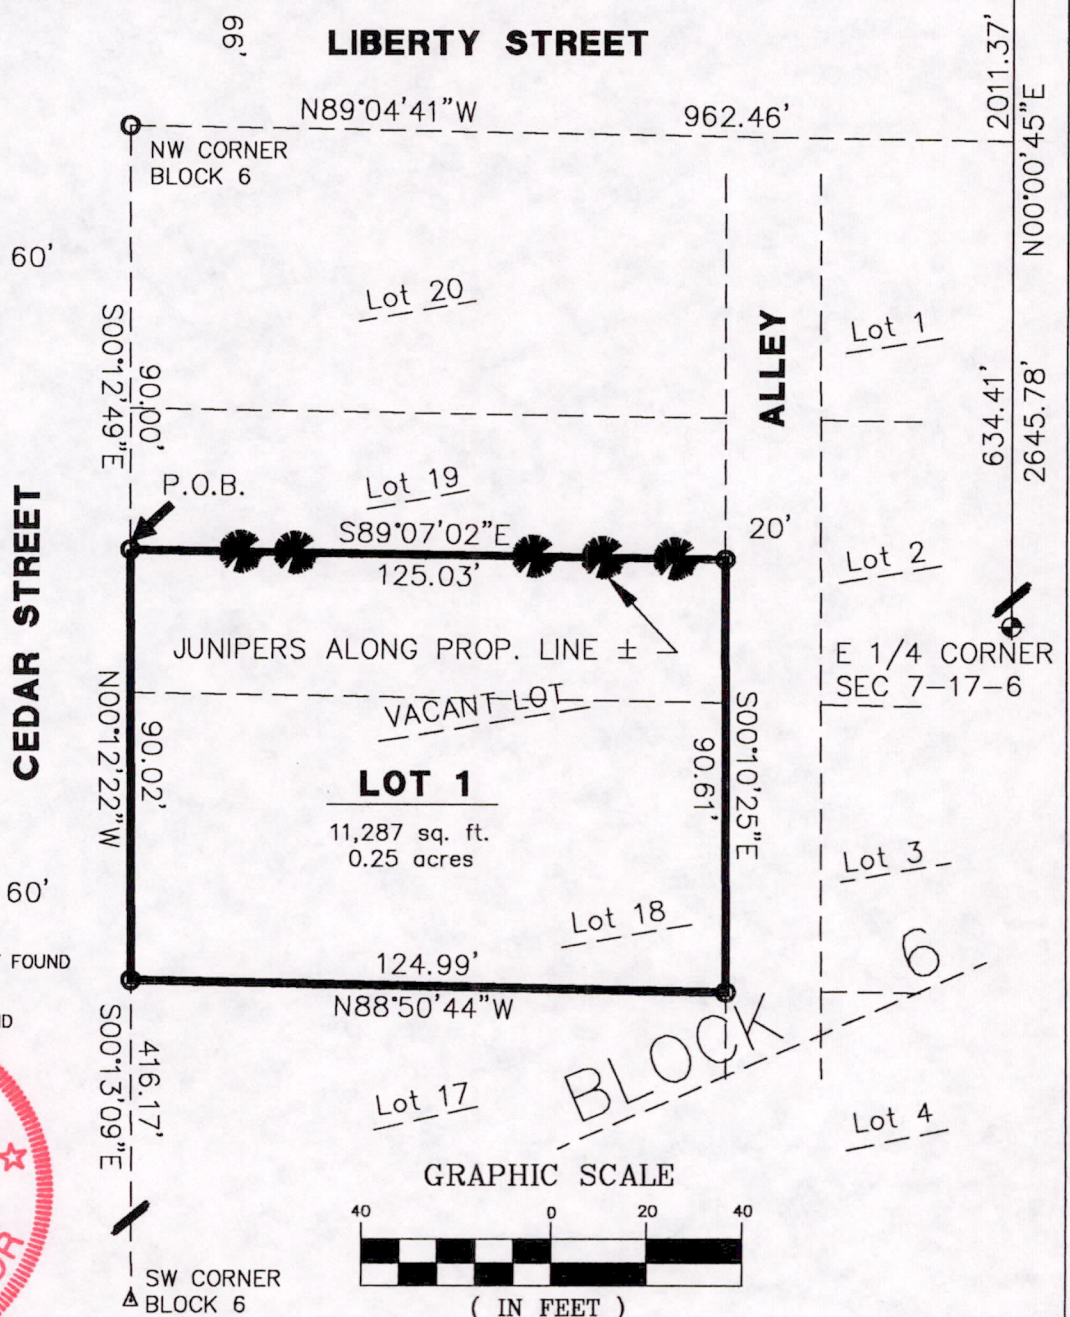 66'
LIBERTY STREET
2011.37'
N89°04'41"W
962.46'
N00°00'45"E
NW CORNER
BLOCK 6
60'
Lot 20
ALLEY
Lot 1
S00°12'49"E
90.00'
634.41'
2645.78'
P.O.B.
Lot 19
S89°07'02"E
20'
125.03'
Lot 2
CEDAR STREET
JUNIPERS ALONG PROP. LINE ±
E 1/4 CORNER
SEC 7-17-6
VACANT LOT
N00°12'22"W
90.02'
90.61'
S00°10'25"E
LOT 1
11,287 sq. ft.
0.25 acres
Lot 3
60'
Lot 18
FOUND
124.99'
N88°50'44"W
BLOCK 6
S00°13'09"E
416.17'
Lot 17
Lot 4
GRAPHIC SCALE
40 0 20 40
SW CORNER
BLOCK 6
( IN FEET )